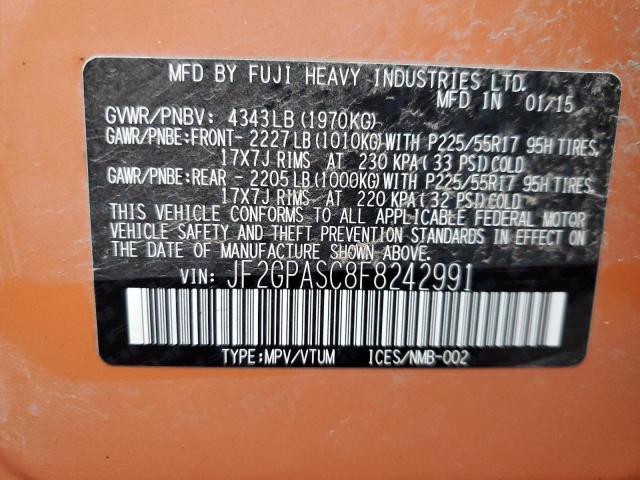 MFD BY FUJI HEAVY INDUSTRIES LTD.
MFD IN 01/15
GVWR/PNBV: 4343LB(1970KG)
GAWR/PNBE:FRONT- 2227LB(1010KG)WITH P225/55R17 95H TIRES,
17X7J RIMS AT 230 KPA( 33 PSI)COLD
GAWR/PNBE:REAR - 2205LB(1000KG)WITH P225/55R17 95H TIRES,
17X7J RIMS AT 220 KPA( 32 PSI)COLD
THIS VEHICLE CONFORMS TO ALL APPLICABLE FEDERAL MOTOR
VEHICLE SAFETY AND THEFT PREVENTION STANDARDS
IN EFFECT ON THE DATE OF MANUFACTURE SHOWN ABOVE.
VIN: JF2GPASC8F8242991
TYPE:MPV/VTUM ICES/NMB-002